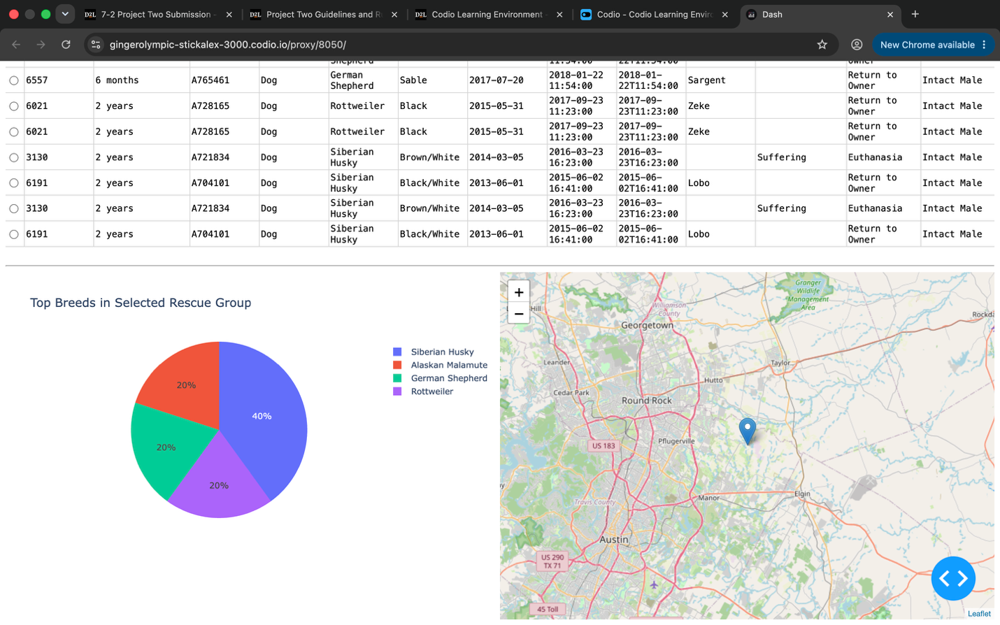 7-2 Project Two Submission -
Project Two Guidelines and R
Codio Learning Environment
Codio - Codio Learning Enviro
Dash
gingerolympic-stickalex-3000.codio.io/proxy/8050/
New Chrome available
Shepherd 11:54:00 22T11:54:00 Owner
6557 6 months A765461 Dog German Shepherd Sable 2017-07-20 2018-01-22 11:54:00 2018-01-22T11:54:00 Sargent Return to Owner Intact Male
6021 2 years A728165 Dog Rottweiler Black 2015-05-31 2017-09-23 11:23:00 2017-09-23T11:23:00 Zeke Return to Owner Intact Male
6021 2 years A728165 Dog Rottweiler Black 2015-05-31 2017-09-23 11:23:00 2017-09-23T11:23:00 Zeke Return to Owner Intact Male
3130 2 years A721834 Dog Siberian Husky Brown/White 2014-03-05 2016-03-23 16:23:00 2016-03-23T16:23:00 Suffering Euthanasia Intact Male
6191 2 years A704101 Dog Siberian Husky Black/White 2013-06-01 2015-06-02 16:41:00 2015-06-02T16:41:00 Lobo Return to Owner Intact Male
3130 2 years A721834 Dog Siberian Husky Brown/White 2014-03-05 2016-03-23 16:23:00 2016-03-23T16:23:00 Suffering Euthanasia Intact Male
6191 2 years A704101 Dog Siberian Husky Black/White 2013-06-01 2015-06-02 16:41:00 2015-06-02T16:41:00 Lobo Return to Owner Intact Male
Top Breeds in Selected Rescue Group
Siberian Husky
Alaskan Malamute
German Shepherd
Rottweiler
20%
40%
20%
20%
+
−
Granger
Wildlife
Management
Area
Hill
Williamson
County
Georgetown
Rockda
Leander
Taylor
Hutto
Cedar Park
Round Rock
US 183
Pflugerville
Travis County
Manor
Elgin
Austin
US 290
TX 71
45 Toll
Leaflet